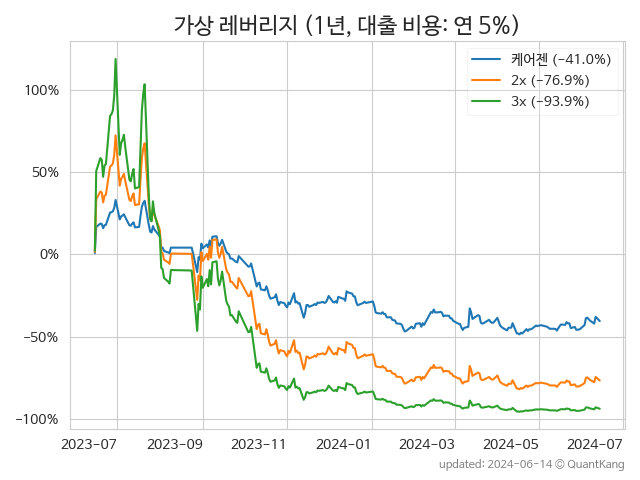 가상 레버리지 (1년, 대출 비용: 연 5%)
케어젠 (−41.0%)
2x (−76.9%)
3x (−93.9%)
100%
50%
0%
−50%
−100%
2023−07 2023−09 2023−11 2024−01 2024−03 2024−05 2024−07
updated: 2024−06−14 © QuantKang